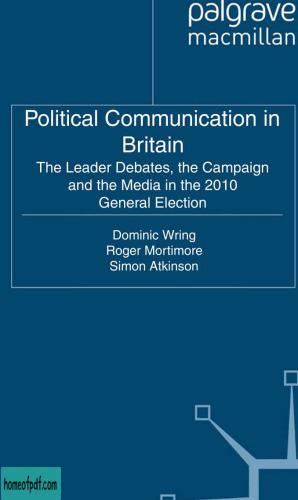 palgrave
macmillan
Political Communication in
Britain
The Leader Debates, the Campaign
and the Media in the 2010
General Election
Dominic Wring
Roger Mortimore
Simon Atkinson
homeofpdf.com